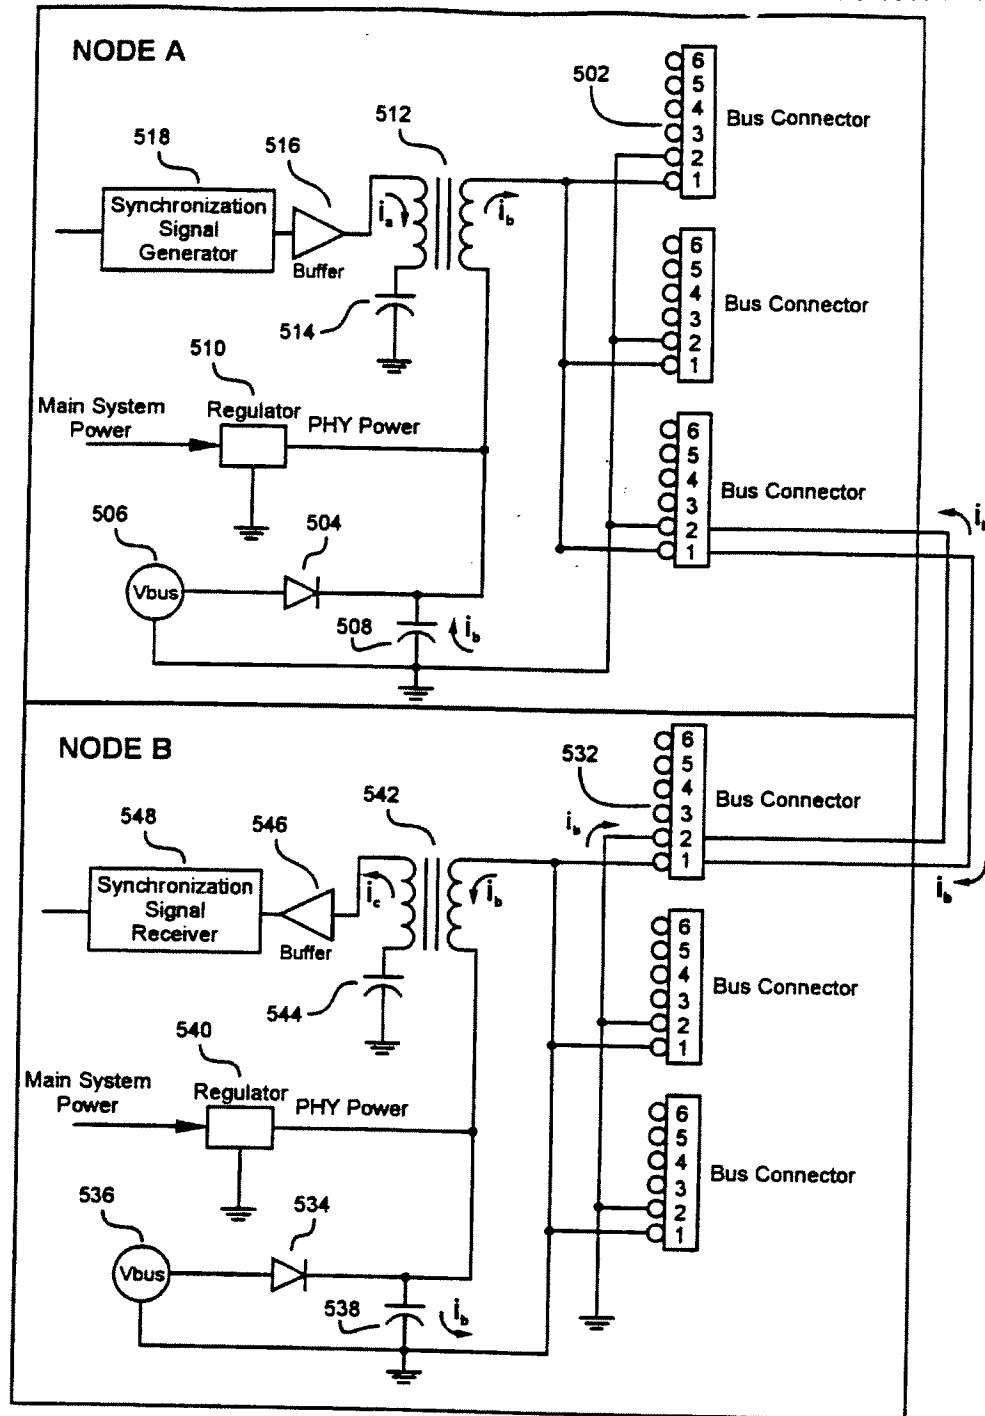 NODE A
518
Synchronization
Signal
Generator
516
Buffer
512
i_a
i_b
514
502
6
5
4
3
2
1
Bus Connector
6
5
4
3
2
1
Bus Connector
6
5
4
3
2
1
Bus Connector
510
Main System
Power
Regulator
PHY Power
506
Vbus
504
508
i_b
i_b
NODE B
548
Synchronization
Signal
Receiver
546
Buffer
542
i_c
i_b
544
532
i_b
6
5
4
3
2
1
Bus Connector
i_b
6
5
4
3
2
1
Bus Connector
6
5
4
3
2
1
Bus Connector
540
Main System
Power
Regulator
PHY Power
536
Vbus
534
538
i_b